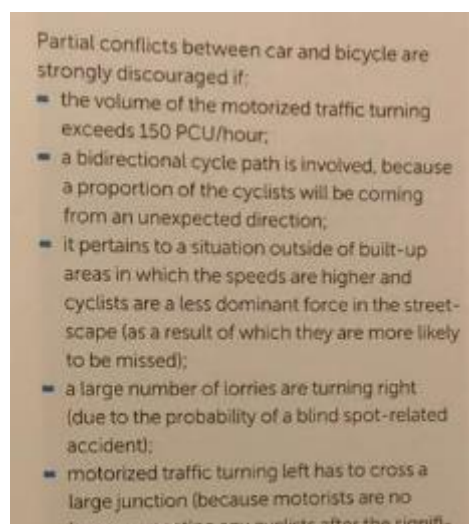 Partial conflicts between car and bicycle are
strongly discouraged if:
- the volume of the motorized traffic turning
exceeds 150 PCU/hour;
- a bidirectional cycle path is involved, because
a proportion of the cyclists will be coming
from an unexpected direction;
- it pertains to a situation outside of built-up
areas in which the speeds are higher and
cyclists are a less dominant force in the street-
scape (as a result of which they are more likely
to be missed);
- a large number of lorries are turning right
(due to the probability of a blind spot-related
accident);
- motorized traffic turning left has to cross a
large junction (because motorists are no
any cyclists after the signifi-